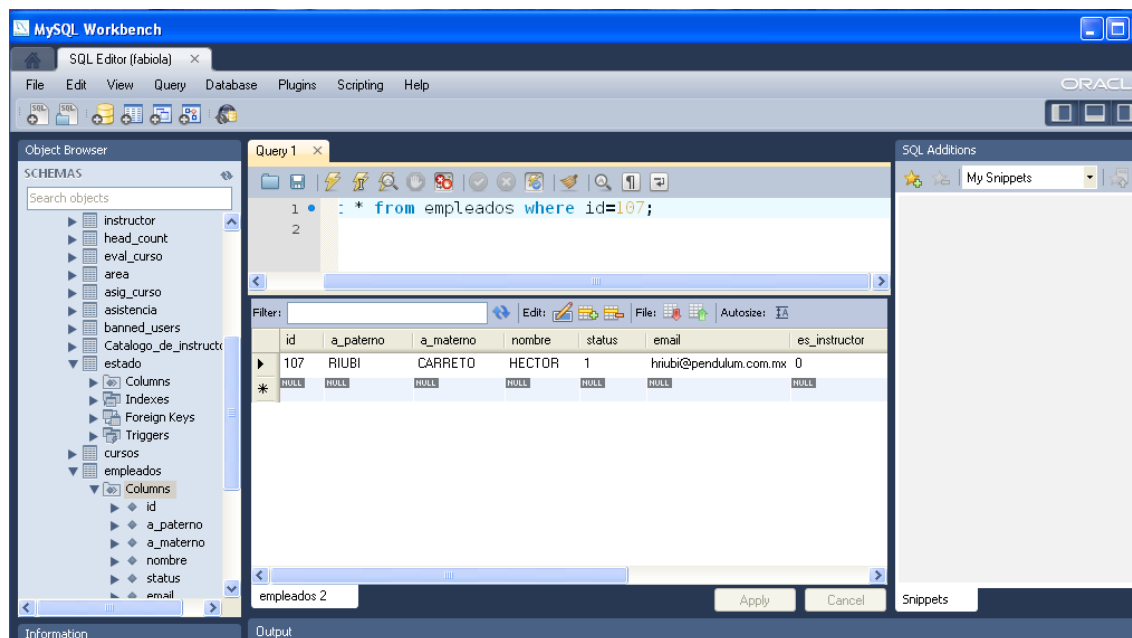 MySQL Workbench
SQL Editor (fabiola)
File Edit View Query Database Plugins Scripting Help
ORACL
Object Browser
SCHEMAS
Search objects
instructor
head_count
eval_curso
area
asig_curso
asistencia
banned_users
Catalogo_de_instructo
estado
Columns
Indexes
Foreign Keys
Triggers
cursos
empleados
Columns
id
a_paterno
a_materno
nombre
status
email
Information
Query 1
1 * from empleados where id=107;
2
Filter: Edit: File: Autosize:
id a_paterno a_materno nombre status email es_instructor
107 RIUBI CARRETO HECTOR 1 hriubi@pendulum.com.mx 0
NULL NULL NULL NULL NULL NULL NULL
empleados 2
Apply Cancel
Output
SQL Additions
My Snippets
Snippets